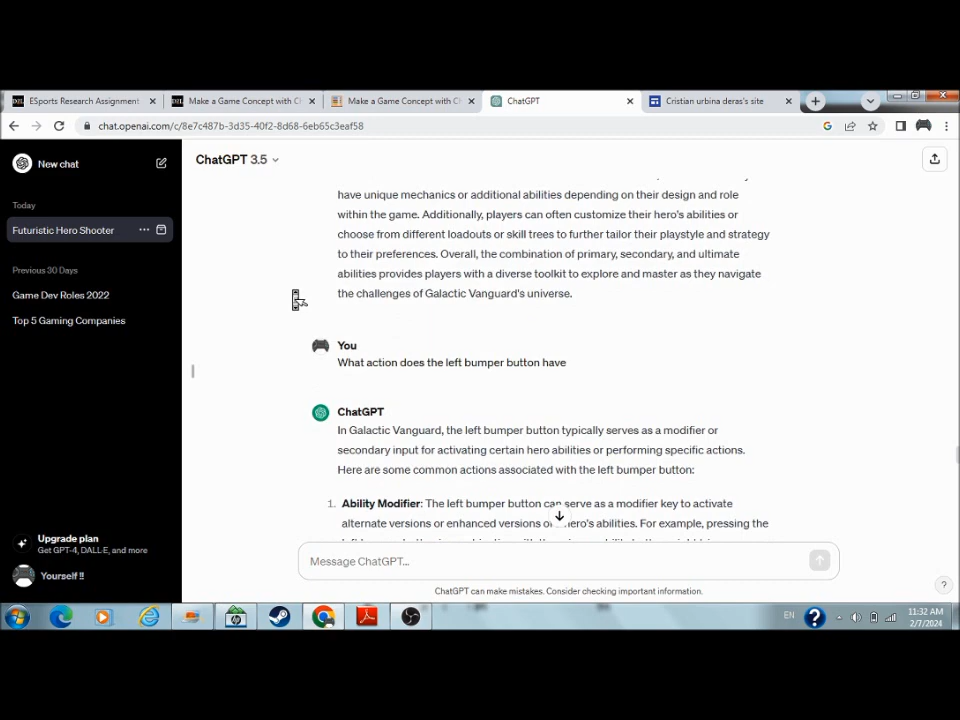 ESports Research Assignment
Make a Game Concept with C
Make a Game Concept with C
ChatGPT
Cristian urbina deras's site
chat.openai.com/c/8e7c487b-3d35-40f2-8d68-6eb65c3eaf58
New chat
Today
Futuristic Hero Shooter
Previous 30 Days
Game Dev Roles 2022
Top 5 Gaming Companies
Upgrade plan
Get GPT-4, DALL·E, and more
Yourself !!
ChatGPT 3.5
have unique mechanics or additional abilities depending on their design and role
within the game. Additionally, players can often customize their hero's abilities or
choose from different loadouts or skill trees to further tailor their playstyle and strategy
to their preferences. Overall, the combination of primary, secondary, and ultimate
abilities provides players with a diverse toolkit to explore and master as they navigate
the challenges of Galactic Vanguard's universe.
You
What action does the left bumper button have
ChatGPT
In Galactic Vanguard, the left bumper button typically serves as a modifier or
secondary input for activating certain hero abilities or performing specific actions.
Here are some common actions associated with the left bumper button:
1. Ability Modifier: The left bumper button can serve as a modifier key to activate
alternate versions or enhanced versions hero's abilities. For example, pressing the
Message ChatGPT...
ChatGPT can make mistakes. Consider checking important information.
?
EN
11:32 AM
2/7/2024